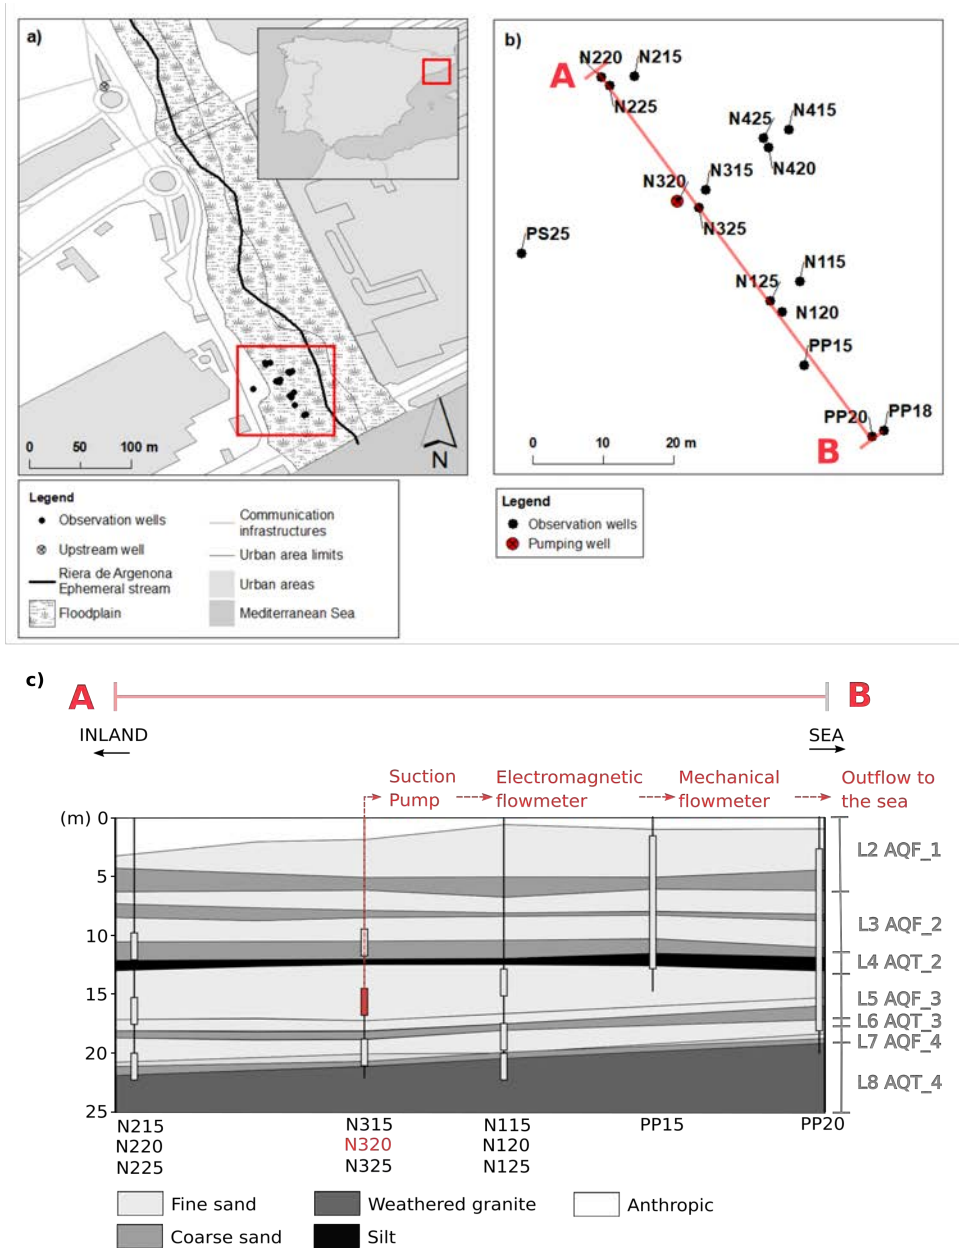 a)
0 50 100 m
N
Legend
Observation wells
Upstream well
Riera de Argenona
Ephemeral stream
Floodplain
Communication
infrastructures
Urban area limits
Urban areas
Mediterranean Sea
b)
A
N220 N215
N225
N425 N415
N420
N320 N315
N325
PS25
N125 N115
N120
PP15
PP20 PP18
B
0 10 20 m
Legend
Observation wells
Pumping well
c)
A B
INLAND SEA
Suction
Pump
Electromagnetic
flowmeter
Mechanical
flowmeter
Outflow to
the sea
(m) 0
5
10
15
20
25
L2 AQF_1
L3 AQF_2
L4 AQT_2
L5 AQF_3
L6 AQT_3
L7 AQF_4
L8 AQT_4
N215 N315 N115 PP15 PP20
N220 N320 N120
N225 N325 N125
Fine sand Weathered granite Anthropic
Coarse sand Silt